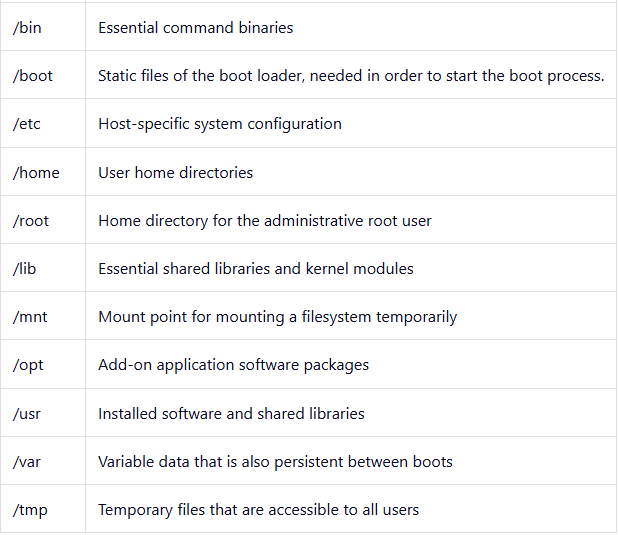 /bin Essential command binaries
/boot Static files of the boot loader, needed in order to start the boot process.
/etc Host-specific system configuration
/home User home directories
/root Home directory for the administrative root user
/lib Essential shared libraries and kernel modules
/mnt Mount point for mounting a filesystem temporarily
/opt Add-on application software packages
/usr Installed software and shared libraries
/var Variable data that is also persistent between boots
/tmp Temporary files that are accessible to all users